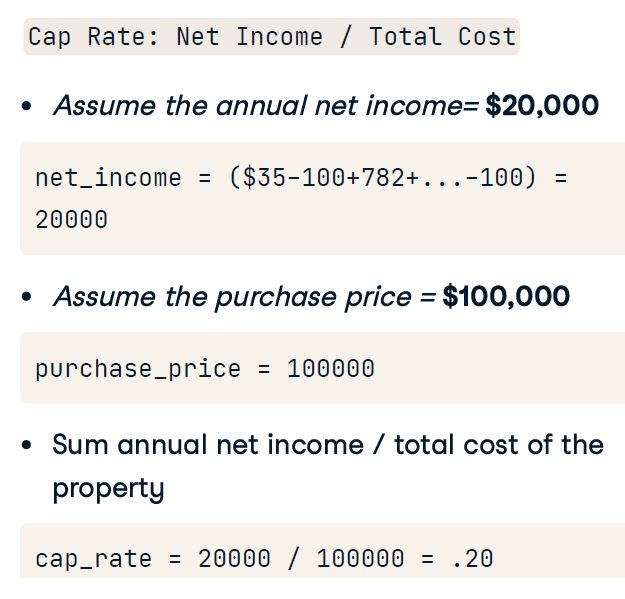 Cap Rate: Net Income / Total Cost
• Assume the annual net income= $20,000
net_income = ($35-100+782+...-100) =
20000
• Assume the purchase price = $100,000
purchase_price = 100000
• Sum annual net income / total cost of the
property
cap_rate = 20000 / 100000 = .20